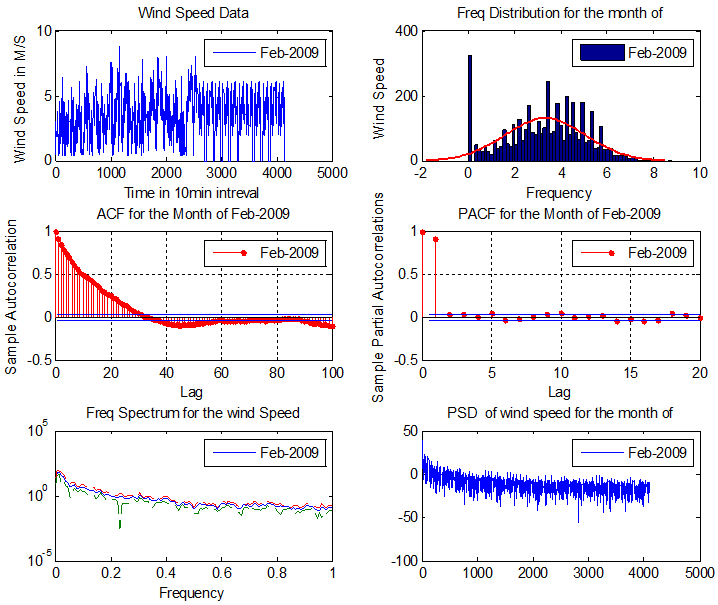 Wind Speed Data
Wind Speed in M/S
10
5
0
Feb-2009
0 1000 2000 3000 4000 5000
Time in 10min intreval
Freq Distribution for the month of
Wind Speed
400
200
0
Feb-2009
-2 0 2 4 6 8 10
Frequency
ACF for the Month of Feb-2009
Sample Autocorrelation
1
0.5
0
-0.5
Feb-2009
0 20 40 60 80 100
Lag
PACF for the Month of Feb-2009
Sample Partial Autocorrelations
1
0.5
0
-0.5
Feb-2009
0 5 10 15 20
Lag
Freq Spectrum for the wind Speed
10^5
10^0
10^-5
Feb-2009
0 0.2 0.4 0.6 0.8 1
Frequency
PSD of wind speed for the month of
50
0
-50
-100
Feb-2009
0 1000 2000 3000 4000 5000